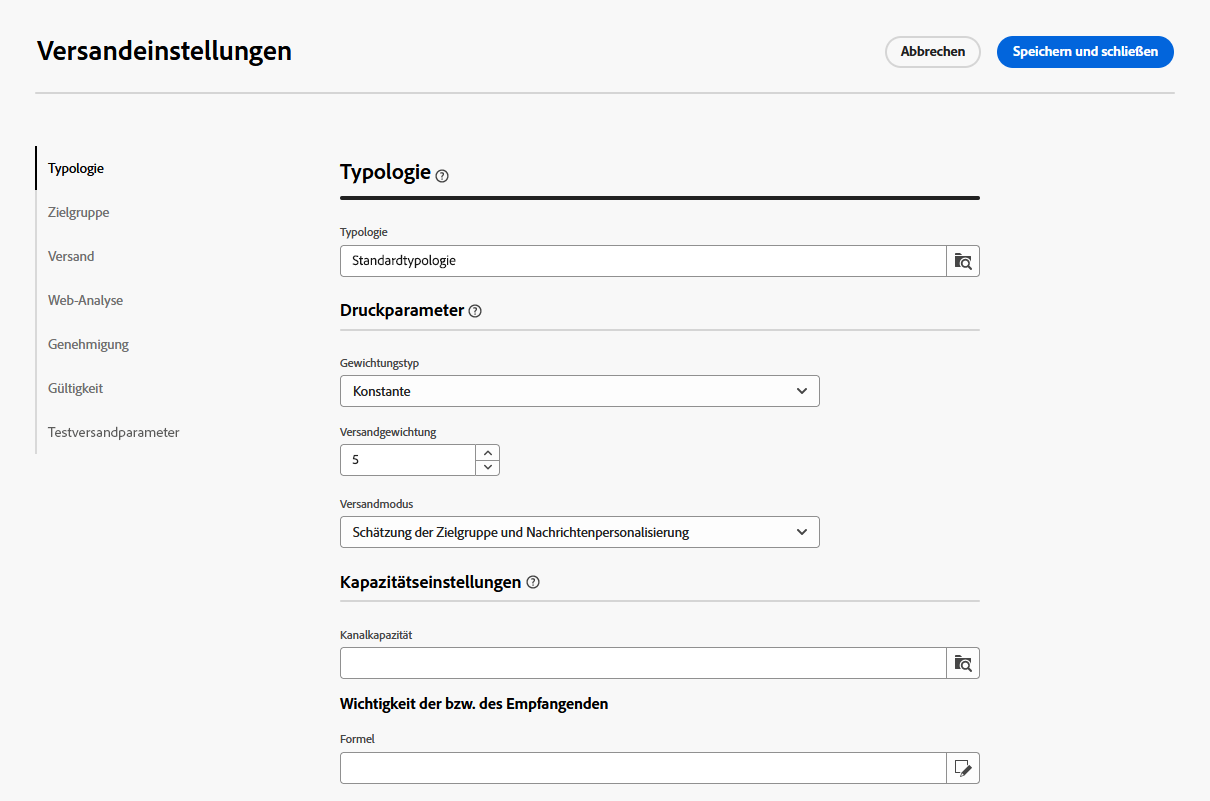 Versandeinstellungen
Abbrechen
Speichern und schließen
Typologie
Zielgruppe
Versand
Web-Analyse
Genehmigung
Gültigkeit
Testversandparameter
Typologie
Typologie
Standardtypologie
Druckparameter
Gewichtungstyp
Konstante
Versandgewichtung
5
Versandmodus
Schätzung der Zielgruppe und Nachrichtenpersonalisierung
Kapazitätseinstellungen
Kanalkapazität
Wichtigkeit der bzw. des Empfangenden
Formel